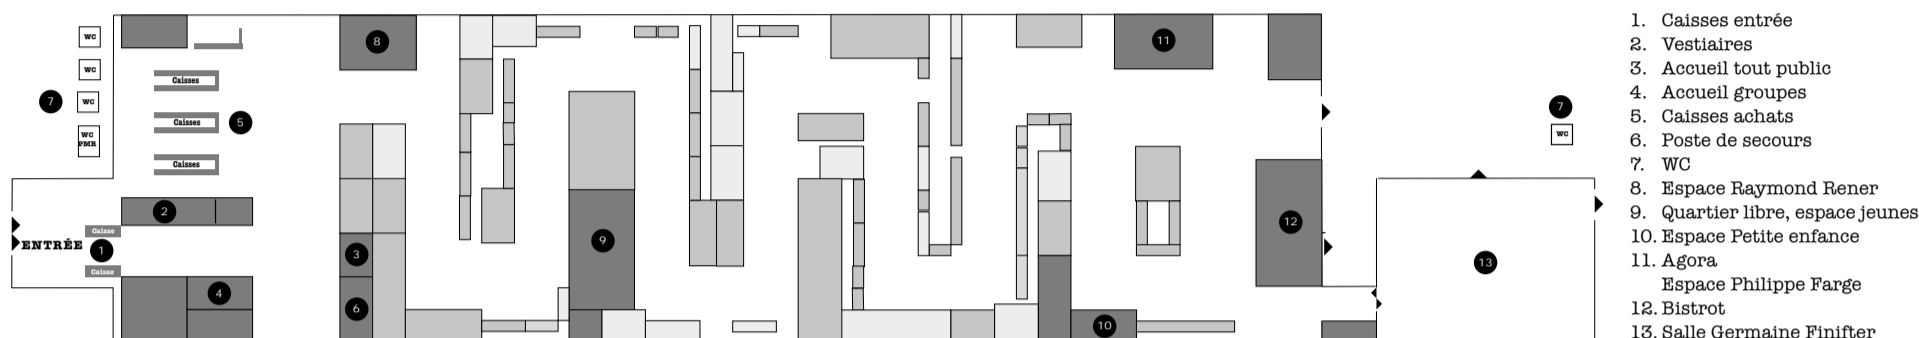 WC
WC
7
WC
WC
PMR
Caisses
Caisses
5
Caisses
2
Caisse
ENTRÉE
1
Caisse
4
8
3
6
9
11
12
10
13
7
WC
1. Caisses entrée
2. Vestiaires
3. Accueil tout public
4. Accueil groupes
5. Caisses achats
6. Poste de secours
7. WC
8. Espace Raymond Rener
9. Quartier libre, espace jeunes
10. Espace Petite enfance
11. Agora
Espace Philippe Farge
12. Bistrot
13. Salle Germaine Finifter